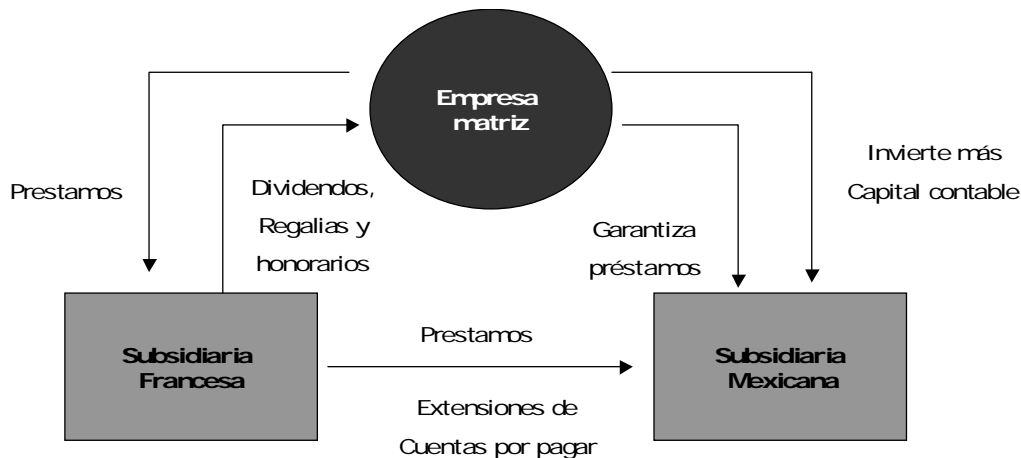 Empresa
matriz
Prestamos
Dividendos,
Regalias y
honorarios
Garantiza
préstamos
Invierte más
Capital contable
Subsidiaria
Francesa
Prestamos
Extensiones de
Cuentas por pagar
Subsidiaria
Mexicana